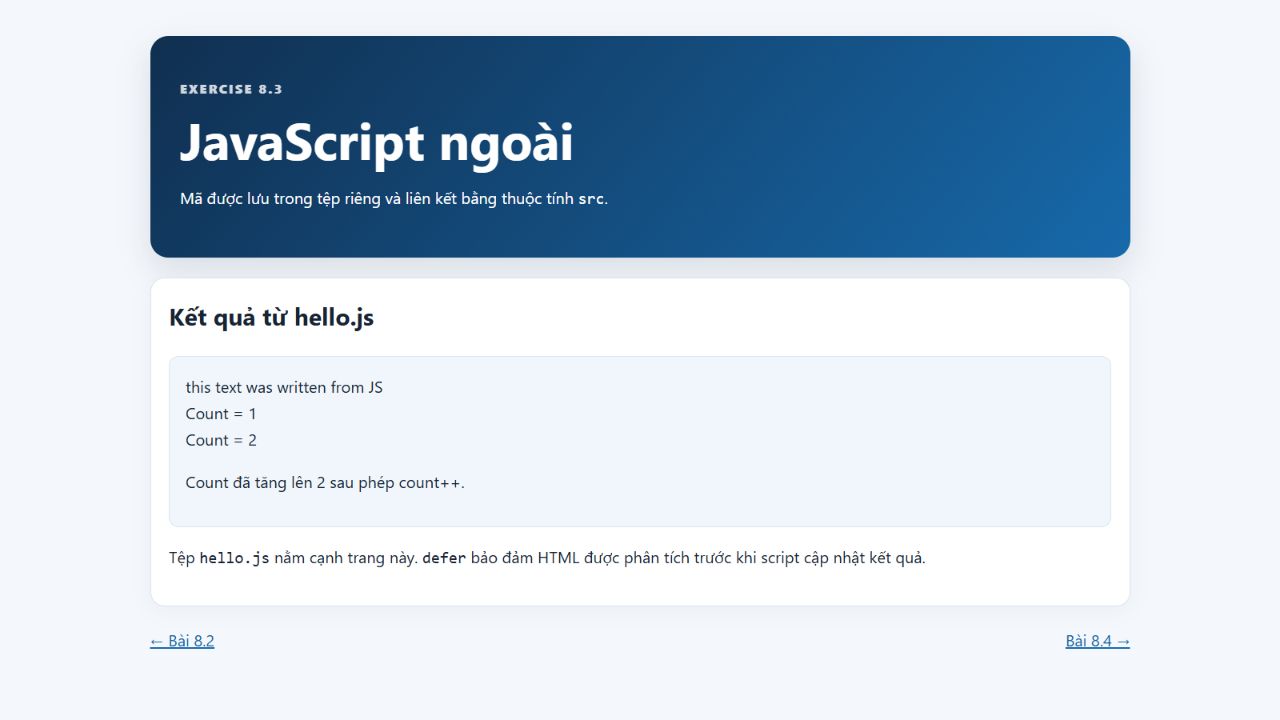 EXERCISE 8.3
JavaScript ngoài
Mã được lưu trong tệp riêng và liên kết bằng thuộc tính src.
Kết quả từ hello.js
this text was written from JS
Count = 1
Count = 2
Count đã tăng lên 2 sau phép count++.
Tệp hello.js nằm cạnh trang này. defer bảo đảm HTML được phân tích trước khi script cập nhật kết quả.
← Bài 8.2
Bài 8.4 →